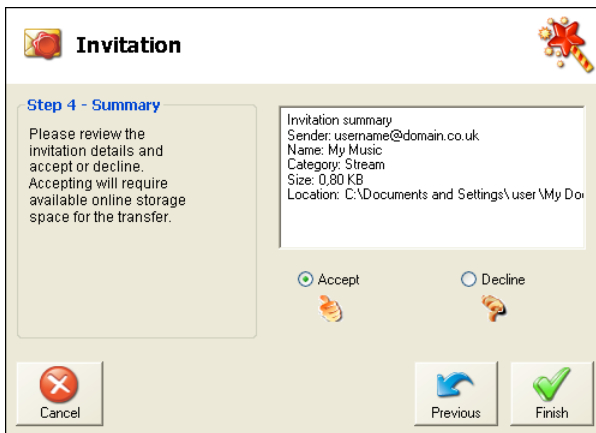 Invitation
Step 4 - Summary
Please review the
invitation details and
accept or decline.
Accepting will require
available online storage
space for the transfer.
Invitation summary
Sender: username@domain.co.uk
Name: My Music
Category: Stream
Size: 0,80 KB
Location: C:\Documents and Settings\user\My Do
Accept
Decline
Cancel
Previous
Finish